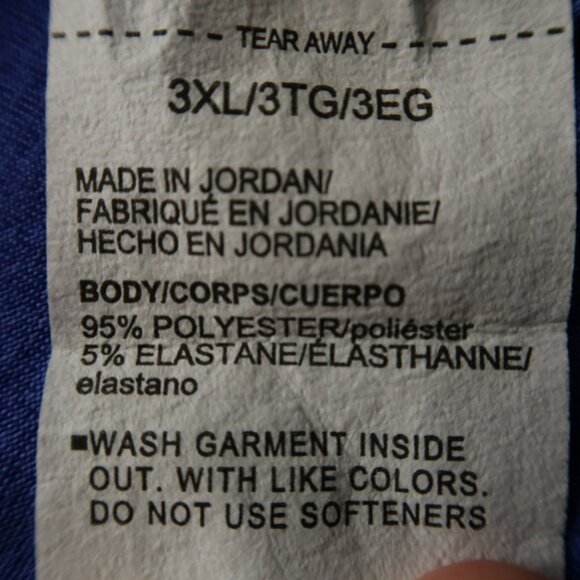 TEAR AWAY
3XL/3TG/3EG
MADE IN JORDAN/
FABRIQUÉ EN JORDANIE/
HECHO EN JORDANIA
BODY/CORPS/CUERPO
95% POLYESTER/poliéster
5% ELASTANE/ÉLASTHANNE/
elastano
■WASH GARMENT INSIDE
OUT. WITH LIKE COLORS.
DO NOT USE SOFTENERS